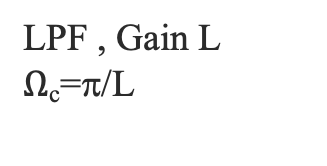 LPF , Gain L
Ωc=π/L